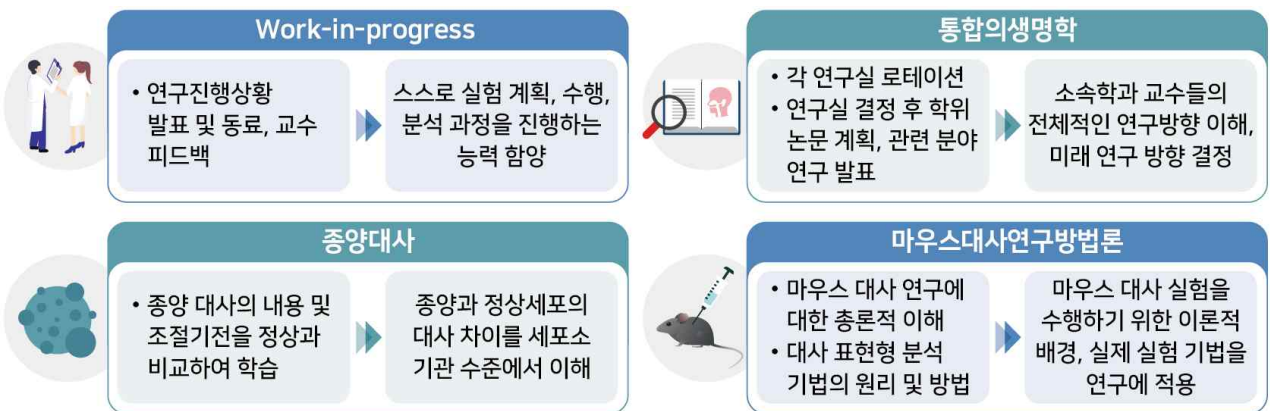 Work-in-progress
• 연구진행상황
발표 및 동료, 교수
피드백
스스로 실험 계획, 수행,
분석 과정을 진행하는
능력 함양
통합의생명학
• 각 연구실 로테이션
• 연구실 결정 후 학위
논문 계획, 관련 분야
연구 발표
소속학과 교수들의
전체적인 연구방향 이해,
미래 연구 방향 결정
종양대사
• 종양 대사의 내용 및
조절기전을 정상과
비교하여 학습
종양과 정상세포의
대사 차이를 세포소
기관 수준에서 이해
마우스대사연구방법론
• 마우스 대사 연구에
대한 총론적 이해
• 대사 표현형 분석
기법의 원리 및 방법
마우스 대사 실험을
수행하기 위한 이론적
배경, 실제 실험 기법을
연구에 적용